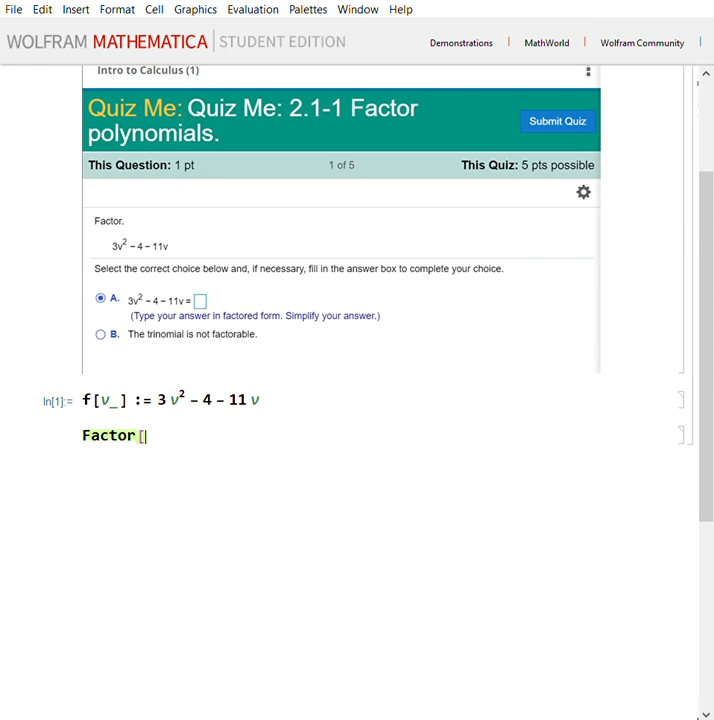 File Edit Insert Format Cell Graphics Evaluation Palettes Window Help
WOLFRAM MATHEMATICA | STUDENT EDITION
Demonstrations | MathWorld | Wolfram Community |
Intro to Calculus (1)
Quiz Me: Quiz Me: 2.1-1 Factor
polynomials.
Submit Quiz
This Question: 1 pt 1 of 5 This Quiz: 5 pts possible
Factor.
3v² – 4 – 11v
Select the correct choice below and, if necessary, fill in the answer box to complete your choice.
A. 3v² – 4 – 11v =
(Type your answer in factored form. Simplify your answer.)
B. The trinomial is not factorable.
In[1]:= f[v_] := 3 v² – 4 – 11 v
Factor[